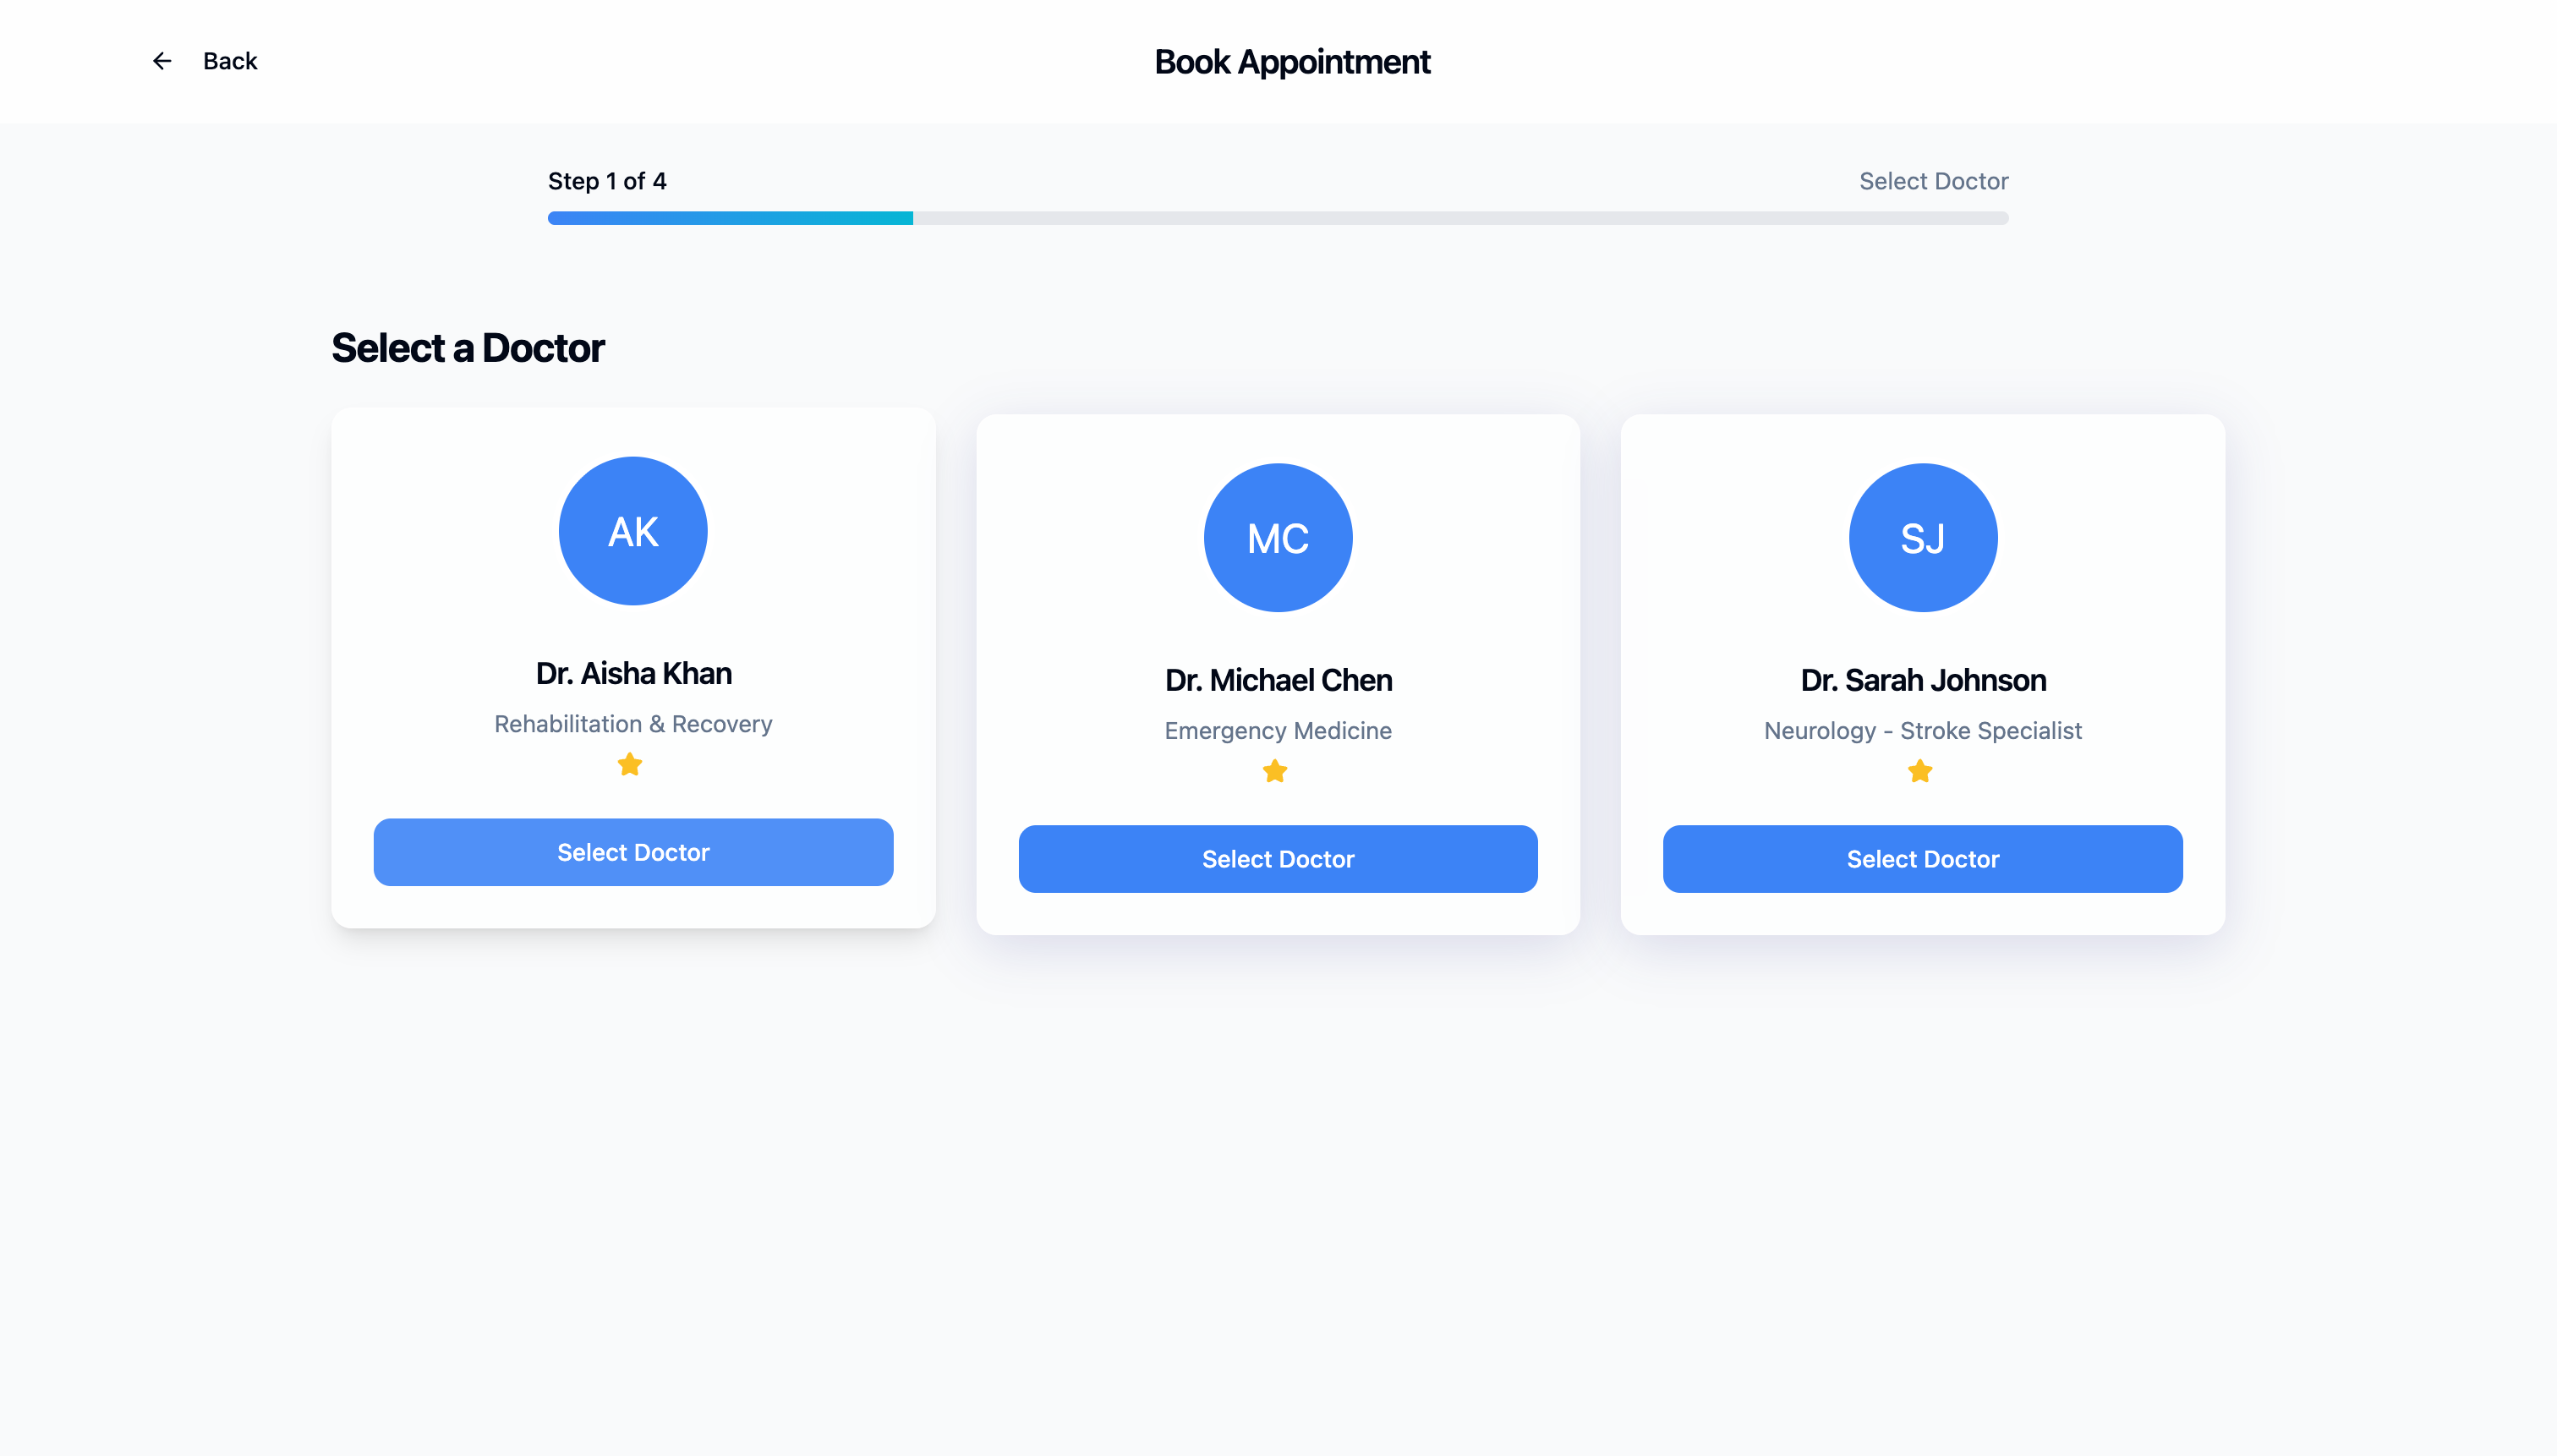 Back
Book Appointment
Step 1 of 4
Select Doctor
Select a Doctor
AK
Dr. Aisha Khan
Rehabilitation & Recovery
Select Doctor
MC
Dr. Michael Chen
Emergency Medicine
Select Doctor
SJ
Dr. Sarah Johnson
Neurology - Stroke Specialist
Select Doctor